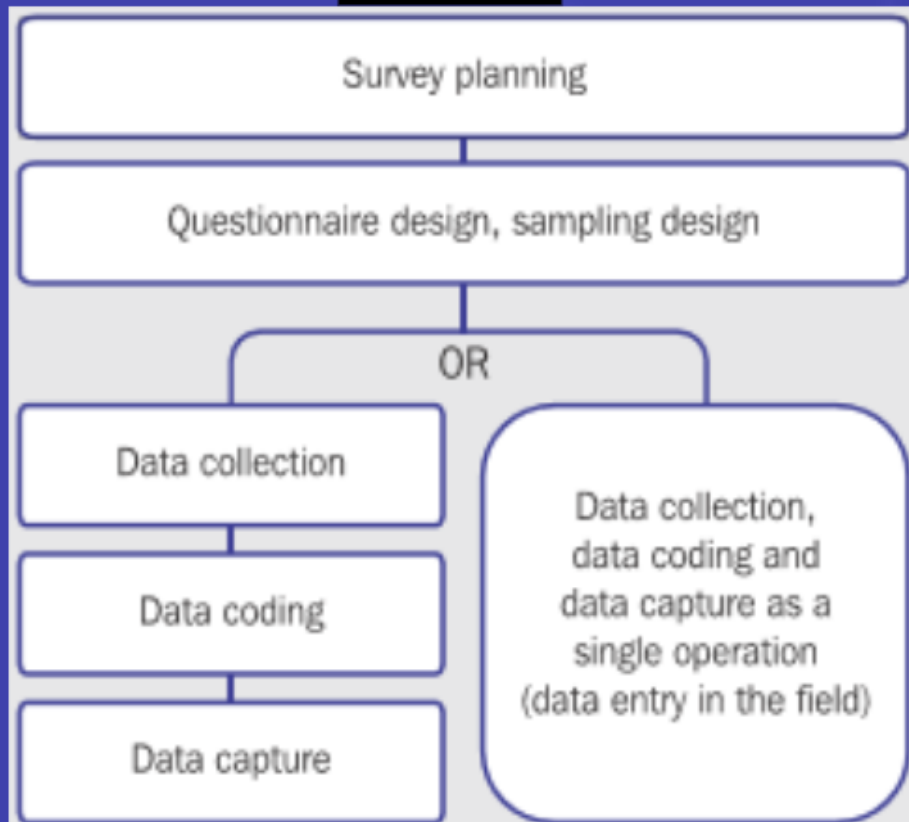 Survey planning
Questionnaire design, sampling design
OR
Data collection
Data coding
Data capture
Data collection,
data coding and
data capture as a
single operation
(data entry in the field)